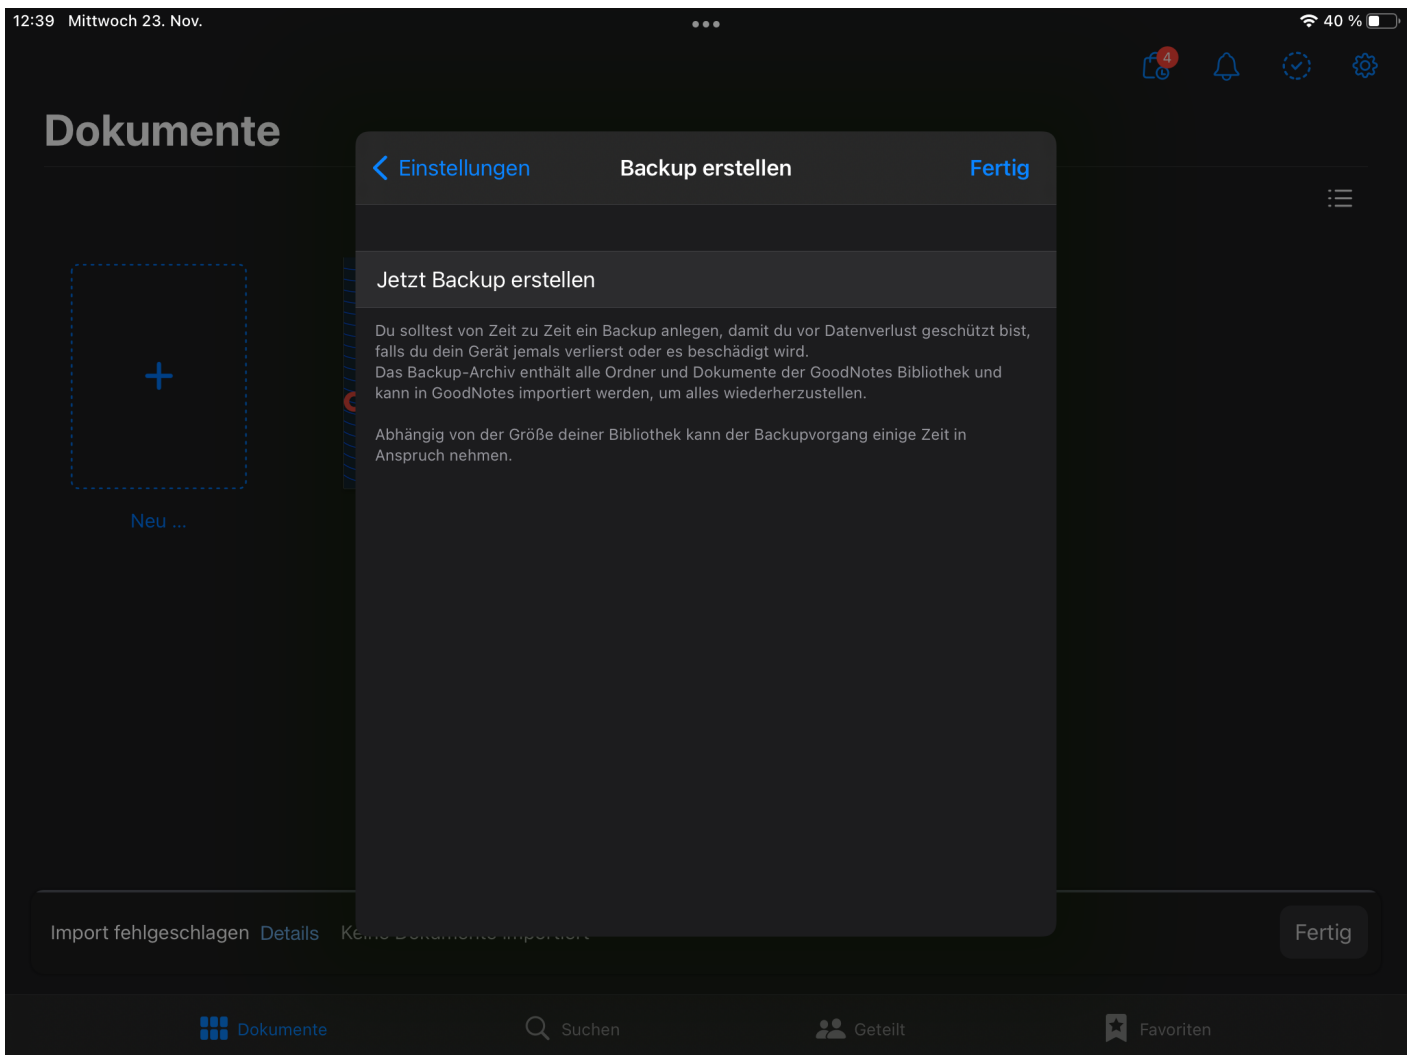 12:39 Mittwoch 23. Nov.
40 %
4
Dokumente
Einstellungen
Backup erstellen
Fertig
Jetzt Backup erstellen
Du solltest von Zeit zu Zeit ein Backup anlegen, damit du vor Datenverlust geschützt bist,
falls du dein Gerät jemals verlierst oder es beschädigt wird.
Das Backup-Archiv enthält alle Ordner und Dokumente der GoodNotes Bibliothek und
kann in GoodNotes importiert werden, um alles wiederherzustellen.
Abhängig von der Größe deiner Bibliothek kann der Backupvorgang einige Zeit in
Anspruch nehmen.
Neu ...
Import fehlgeschlagen Details Keine Dokumente importiert
Fertig
Dokumente
Suchen
Geteilt
Favoriten